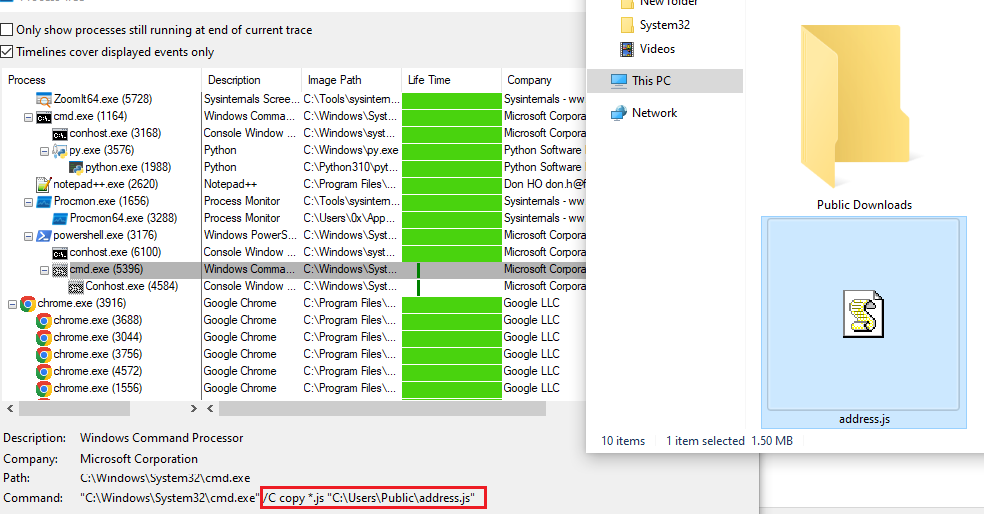 Only show processes still running at end of current trace
Timelines cover displayed events only
Process Description Image Path Life Time Company
ZoomIt64.exe (5728) Sysinternals Scree... C:\Tools\sysintern... Sysinternals - ww
cmd.exe (1164) Windows Comma... C:\Windows\Syst... Microsoft Corpora
conhost.exe (3168) Console Window ... C:\Windows\syst... Microsoft Corpora
py.exe (3576) Python C:\Windows\py.exe Python Software
python.exe (1988) Python C:\Python310\pyt... Python Software
notepad++.exe (2620) Notepad++ C:\Program Files\... Don HO don.h@f
Procmon.exe (1656) Process Monitor C:\Tools\sysintern... Sysinternals - ww
Procmon64.exe (3288) Process Monitor C:\Users\0x\App... Sysinternals - ww
powershell.exe (3176) Windows PowerS... C:\Windows\Syst... Microsoft Corpora
conhost.exe (6100) Console Window ... C:\Windows\syst... Microsoft Corpora
cmd.exe (5396) Windows Comma... C:\Windows\Syst... Microsoft Corpora
Conhost.exe (4584) Console Window ... C:\Windows\Syst... Microsoft Corpora
chrome.exe (3916) Google Chrome C:\Program Files\... Google LLC
chrome.exe (3688) Google Chrome C:\Program Files\... Google LLC
chrome.exe (3044) Google Chrome C:\Program Files\... Google LLC
chrome.exe (3756) Google Chrome C:\Program Files\... Google LLC
chrome.exe (4572) Google Chrome C:\Program Files\... Google LLC
chrome.exe (1556) Google Chrome C:\Program Files\... Google LLC
Description: Windows Command Processor
Company: Microsoft Corporation
Path: C:\Windows\System32\cmd.exe
Command: "C:\Windows\System32\cmd.exe" /C copy *.js "C:\Users\Public\address.js"
New folder
System32
Videos
This PC
Network
Public Downloads
address.js
10 items 1 item selected 1.50 MB